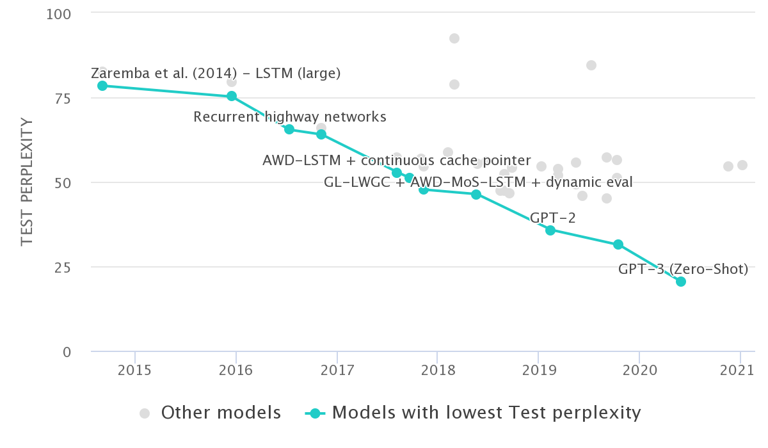 100
Zaremba et al. (2014) - LSTM (large)
75
Recurrent highway networks
AWD-LSTM + continuous cache pointer
50
GL-LWGC + AWD-MoS-LSTM + dynamic eval
GPT-2
25
GPT-3 (Zero-Shot)
0
TEST PERPLEXITY
2015 2016 2017 2018 2019 2020 2021
Other models Models with lowest Test perplexity